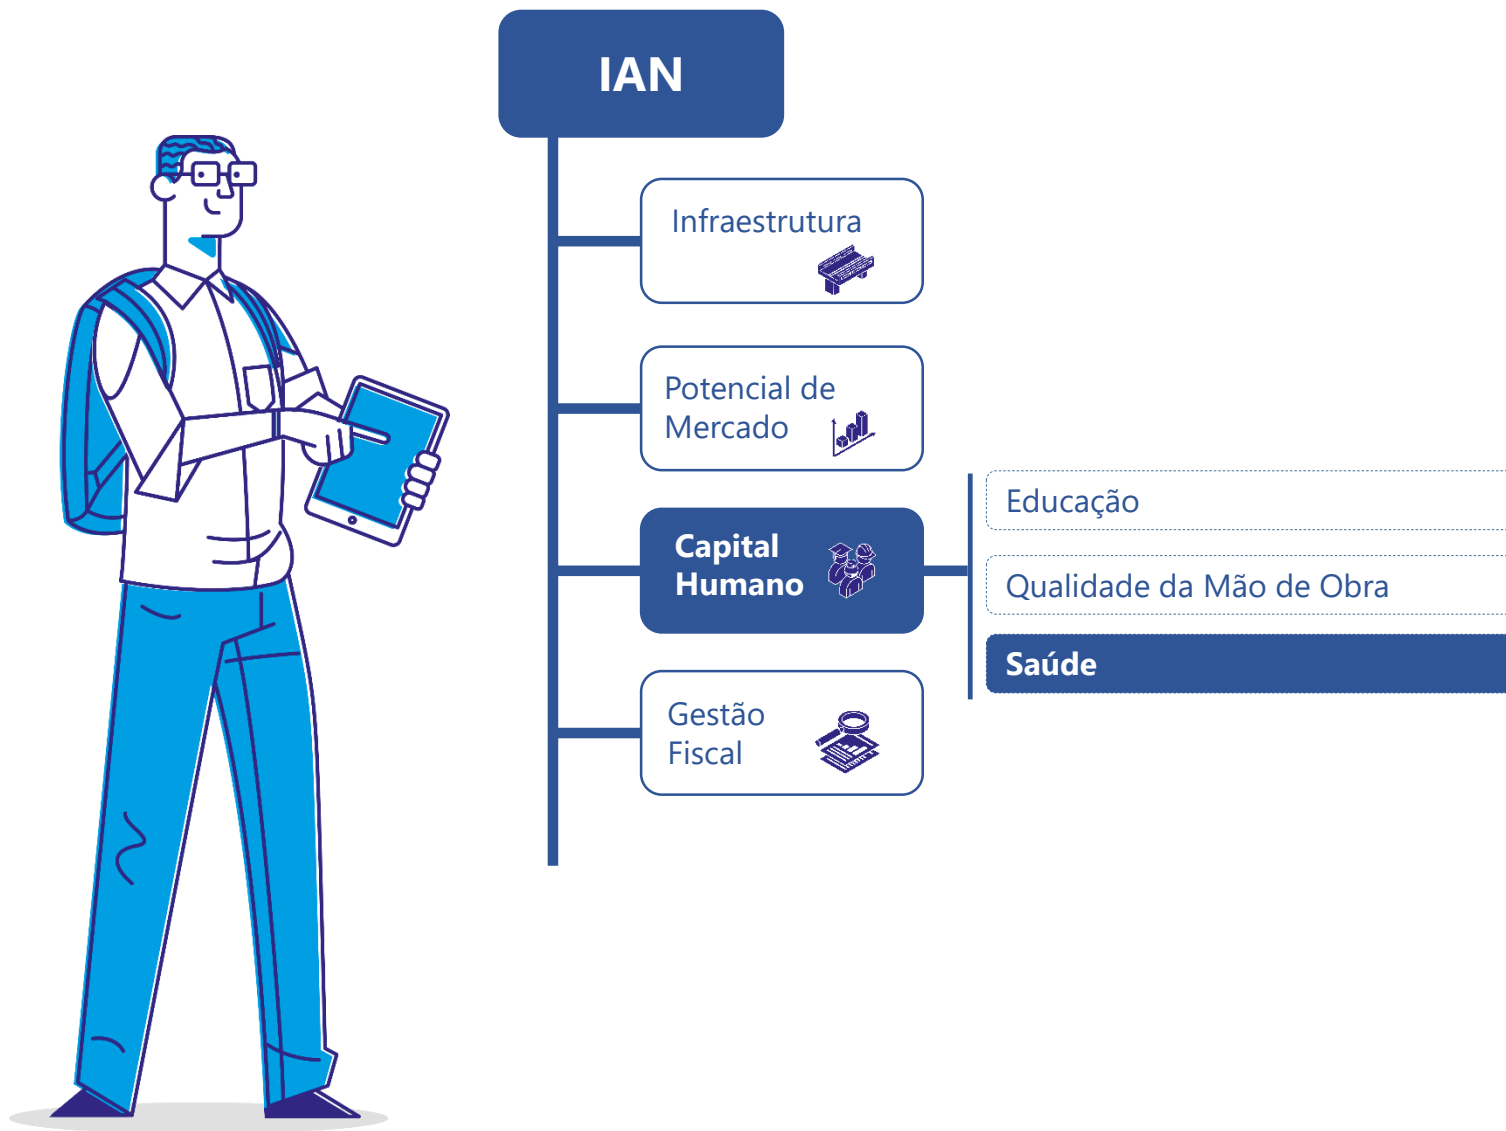 IAN
Infraestrutura
Potencial de
Mercado
Capital
Humano
Educação
Qualidade da Mão de Obra
Saúde
Gestão
Fiscal